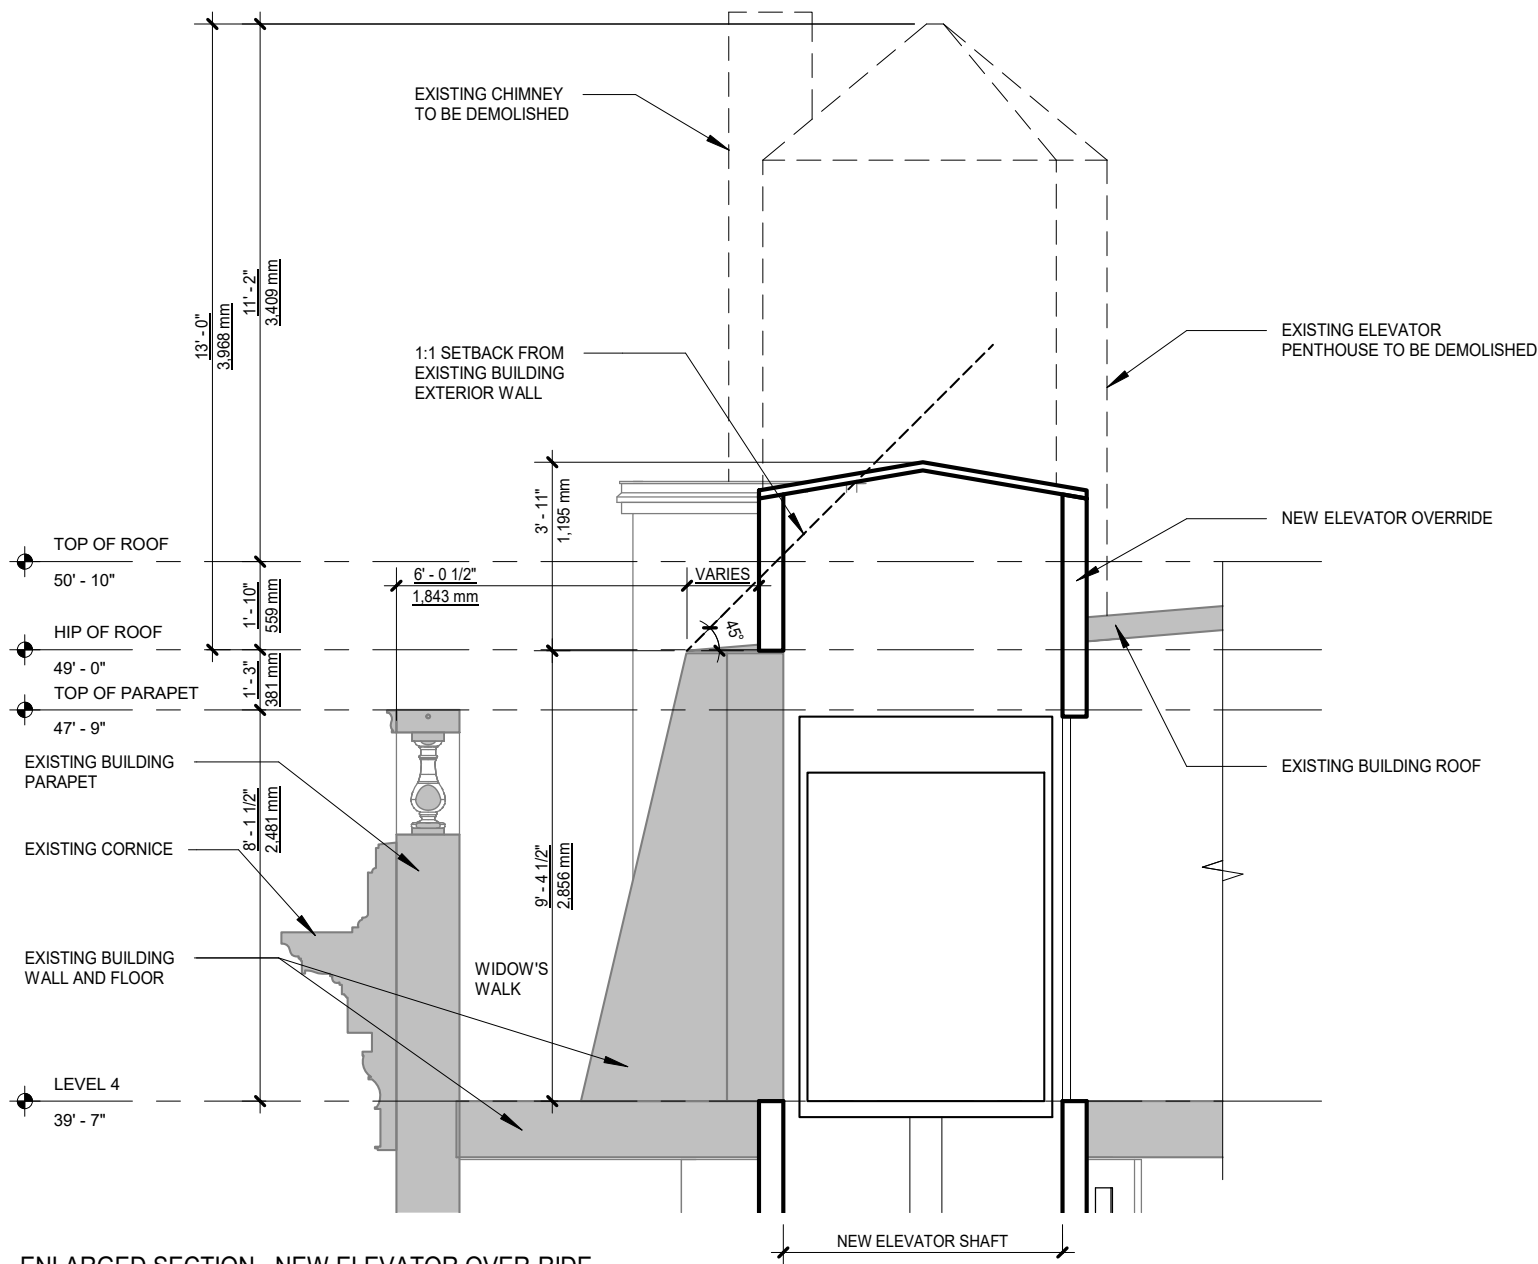 EXISTING CHIMNEY
TO BE DEMOLISHED
11' - 2"
3,409 mm
13' - 0"
3,968 mm
1:1 SETBACK FROM
EXISTING BUILDING
EXTERIOR WALL
EXISTING ELEVATOR
PENTHOUSE TO BE DEMOLISHED
3' - 11"
1,195 mm
NEW ELEVATOR OVERRIDE
TOP OF ROOF
50' - 10"
6' - 0 1/2"
1,843 mm
VARIES
1' - 10"
559 mm
45°
HIP OF ROOF
49' - 0"
1' - 3"
381 mm
TOP OF PARAPET
47' - 9"
EXISTING BUILDING
PARAPET
EXISTING BUILDING ROOF
8' - 1 1/2"
2,481 mm
EXISTING CORNICE
9' - 4 1/2"
2,856 mm
EXISTING BUILDING
WALL AND FLOOR
WIDOW'S
WALK
LEVEL 4
39' - 7"
NEW ELEVATOR SHAFT
ENLARGED SECTION - NEW ELEVATOR OVER-RIDE